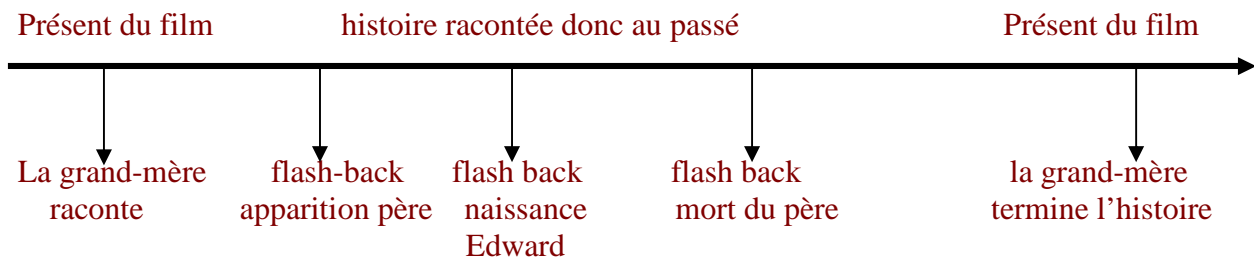 Présent du film histoire racontée donc au passé Présent du film
La grand-mère flash-back flash back flash back la grand-mère
raconte apparition père naissance mort du père termine l’histoire
Edward